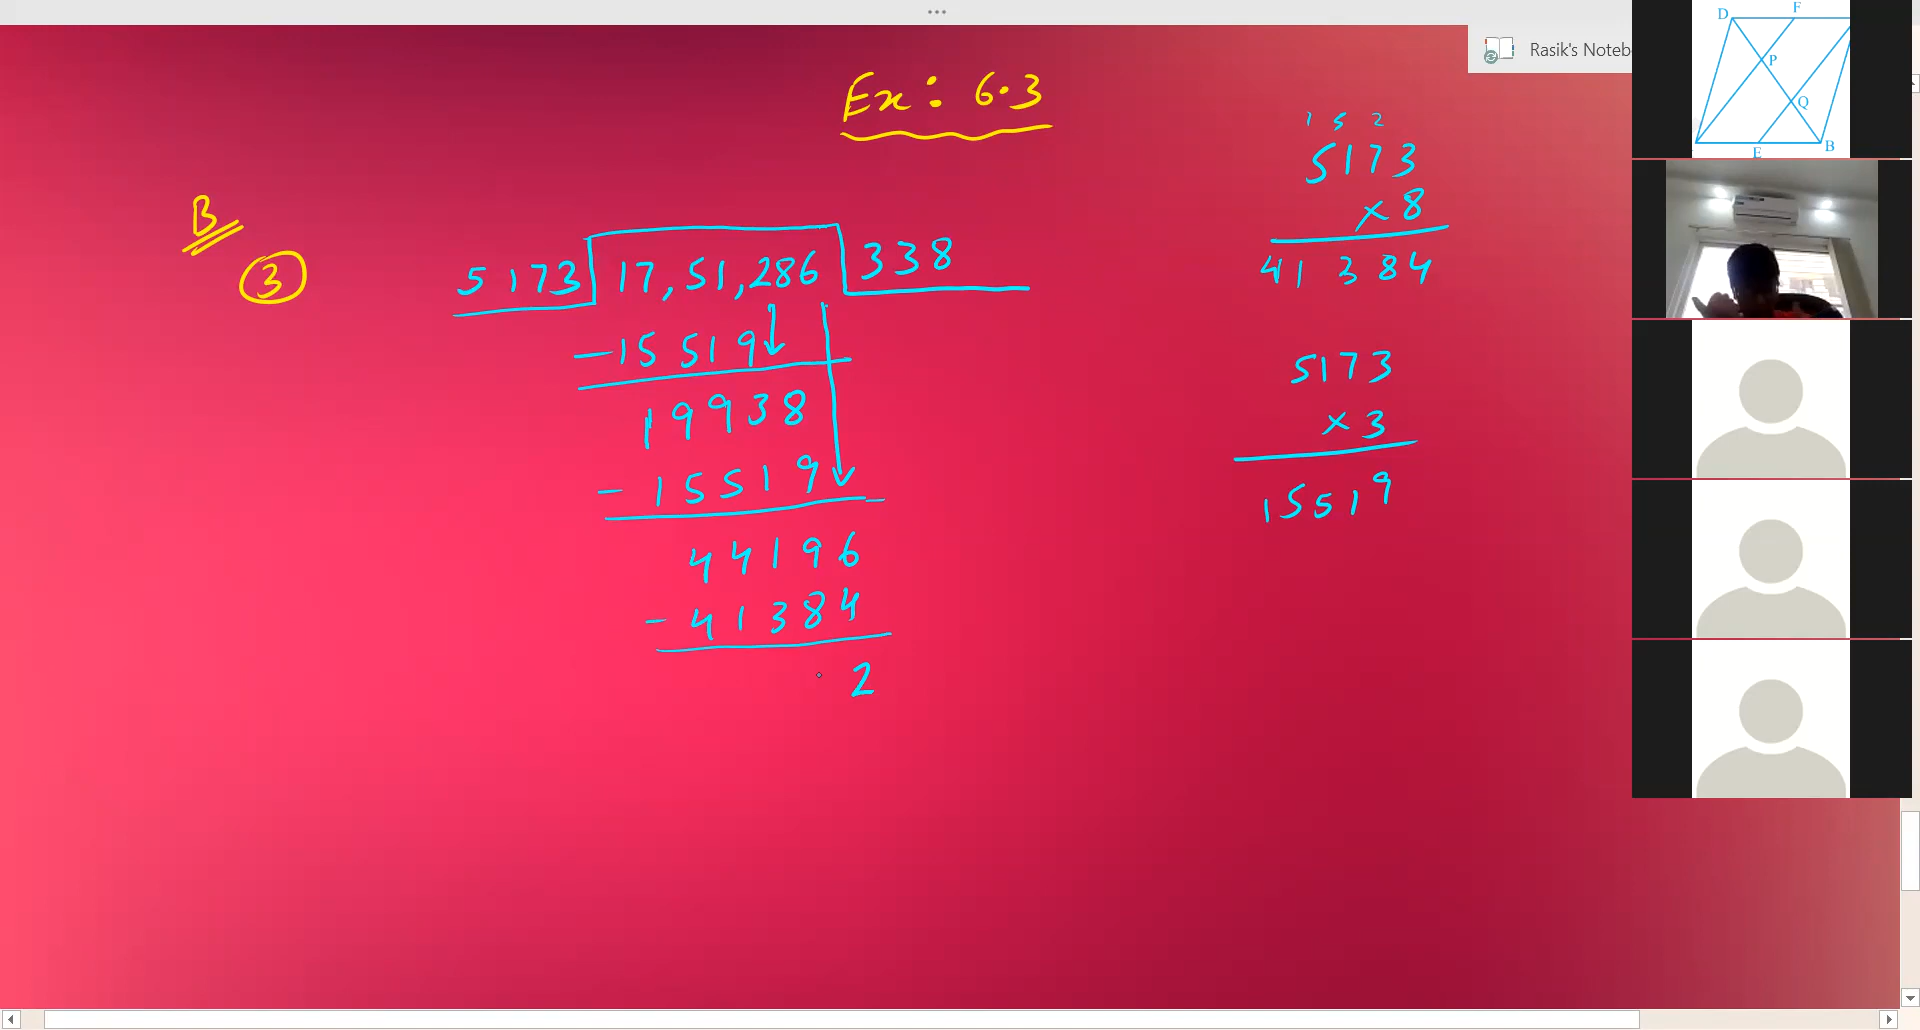 Rasik's Noteb
Ex: 6.3
B
3
5173 17,51,286 338
-15519
19938
-15519
44196
-41384
2
1 5 2
5173
×8
41384
5173
×3
15519
D F
P
Q
E B